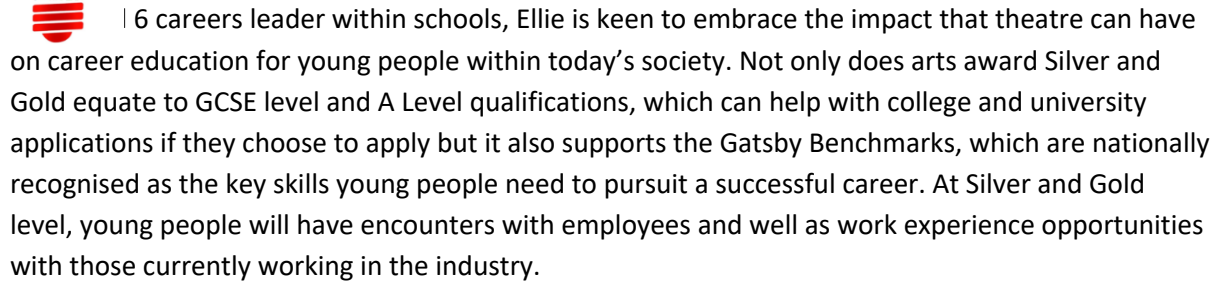 6 careers leader within schools, Ellie is keen to embrace the impact that theatre can have
on career education for young people within today's society. Not only does arts award Silver and
Gold equate to GCSE level and A Level qualifications, which can help with college and university
applications if they choose to apply but it also supports the Gatsby Benchmarks, which are nationally
recognised as the key skills young people need to pursuit a successful career. At Silver and Gold
level, young people will have encounters with employees and well as work experience opportunities
with those currently working in the industry.